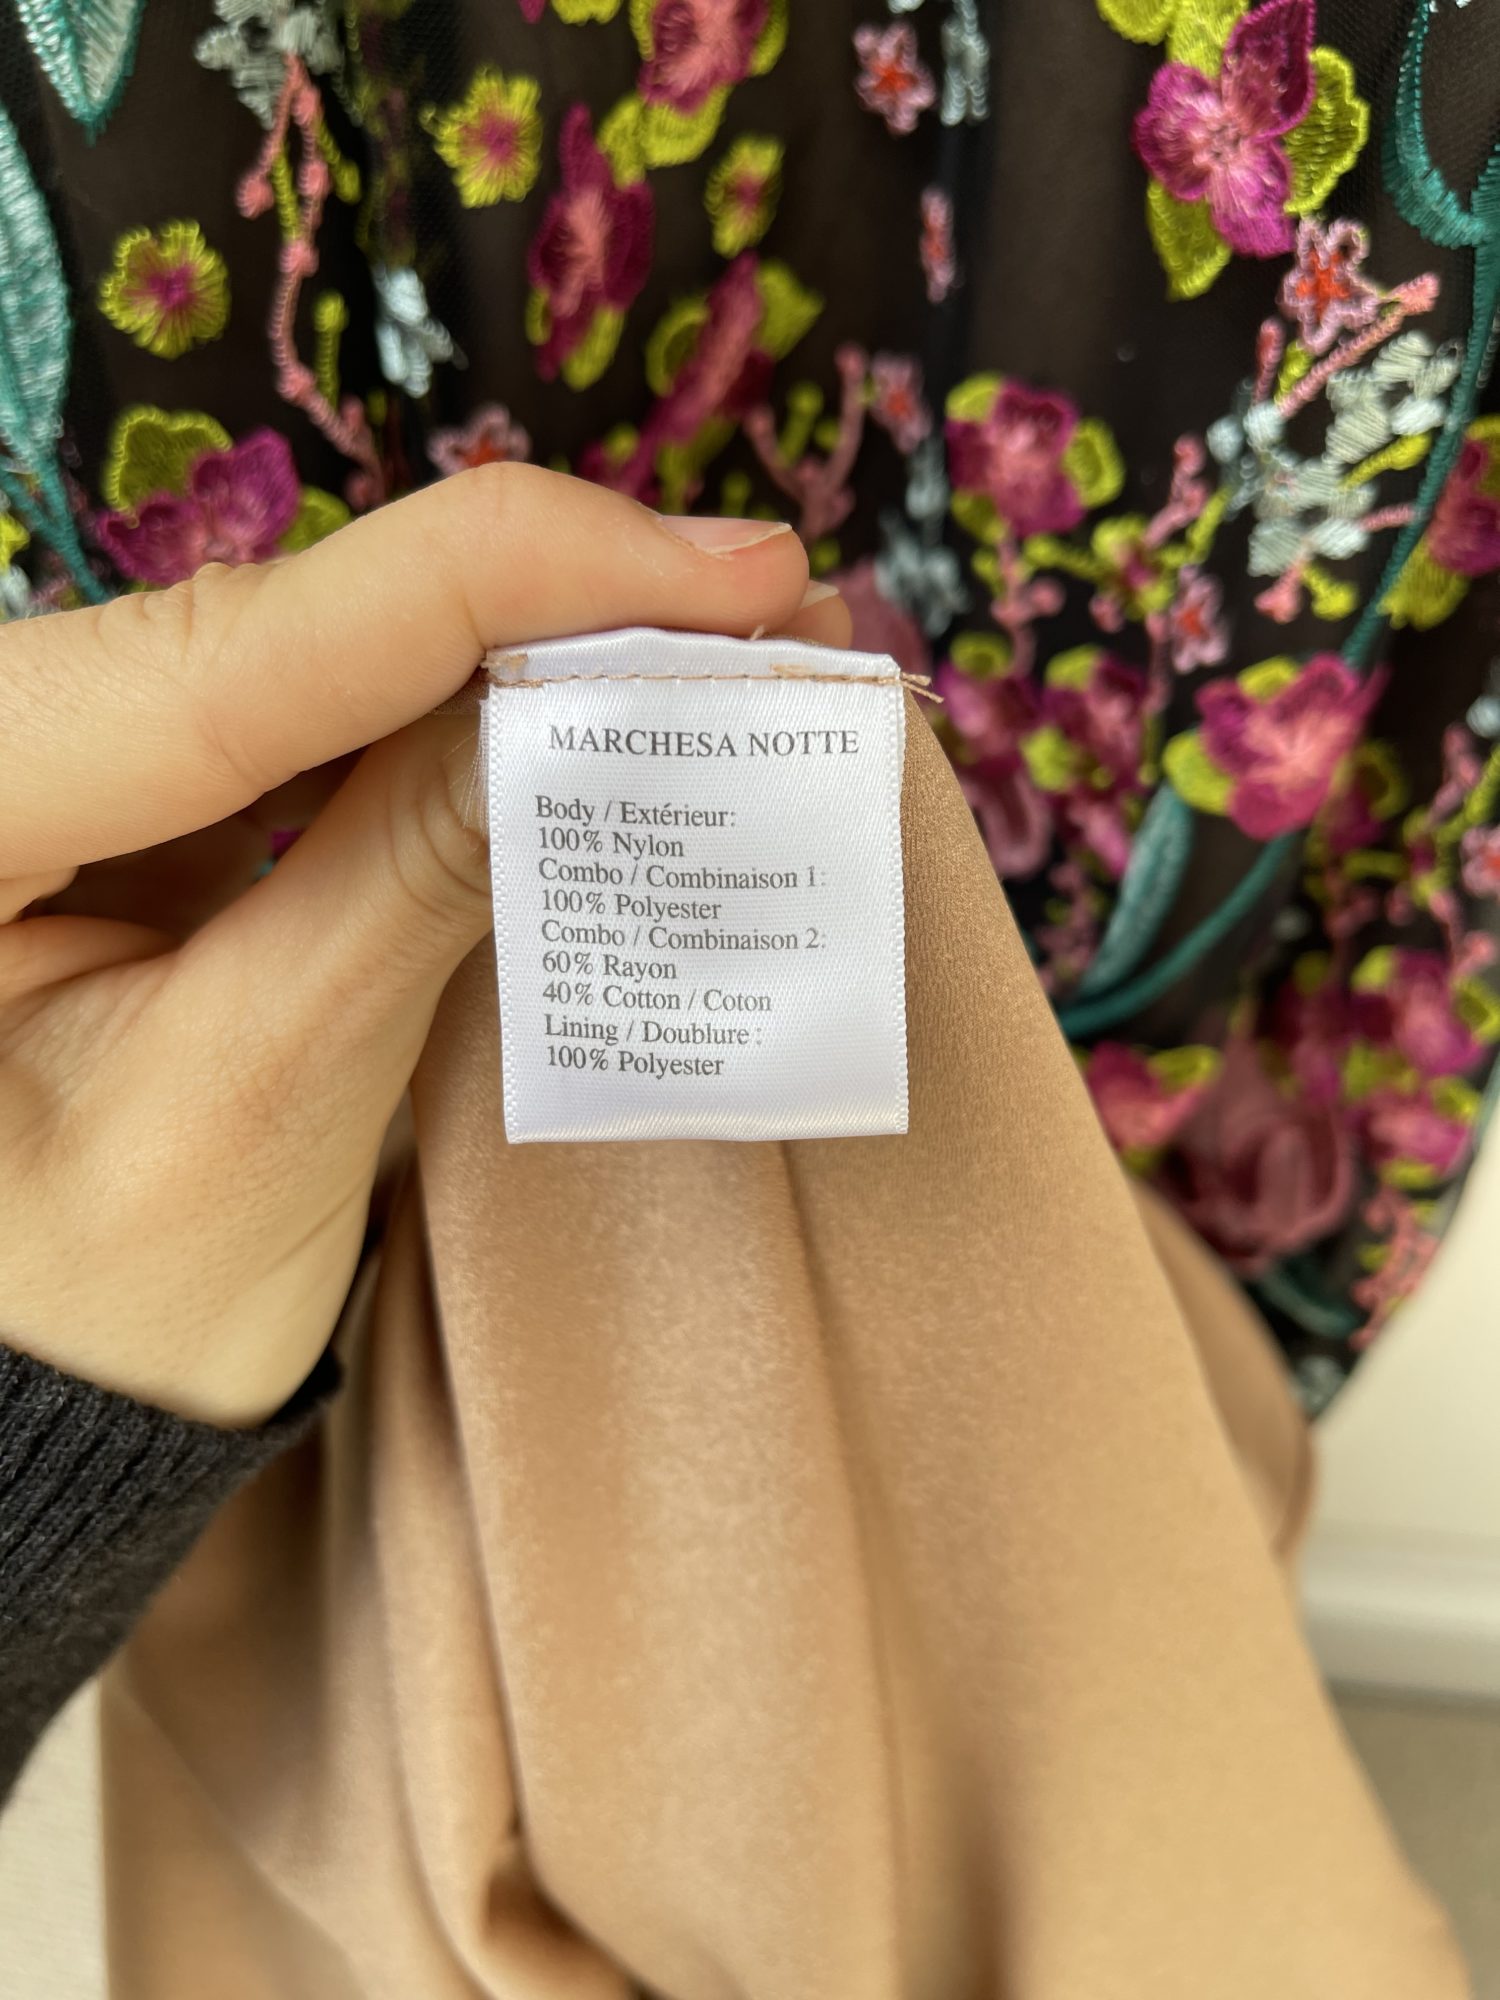 MARCHESA NOTTE
Body / Extérieur:
100% Nylon
Combo / Combinaison 1:
100% Polyester
Combo / Combinaison 2:
60% Rayon
40% Cotton / Coton
Lining / Doublure :
100% Polyester